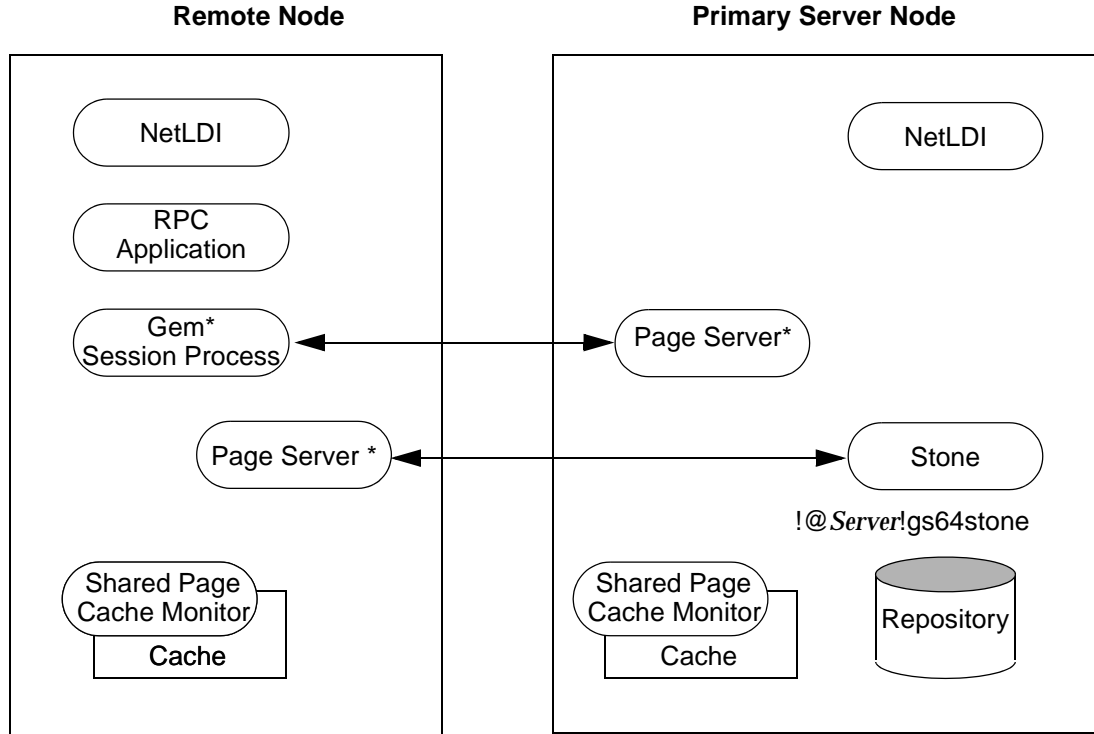 Remote Node
Primary Server Node
NetLDI
NetLDI
RPC
Application
Gem*
Session Process
Page Server*
Page Server *
Stone
!@Server!gs64stone
Shared Page
Cache Monitor
Cache
Shared Page
Cache Monitor
Cache
Repository